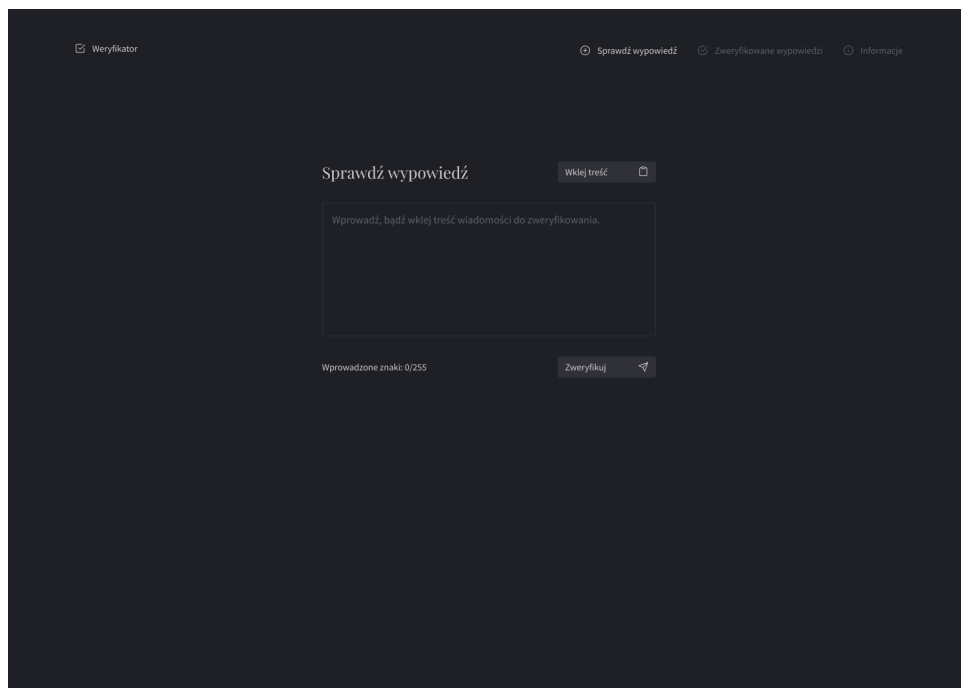 Weryfikator
Sprawdź wypowiedź
Zweryfikowane wypowiedzi
Informacje
Sprawdź wypowiedź
Wklej treść
Wprowadź, bądź wklej treść wiadomości do zweryfikowania.
Wprowadzone znaki: 0/255
Zweryfikuj